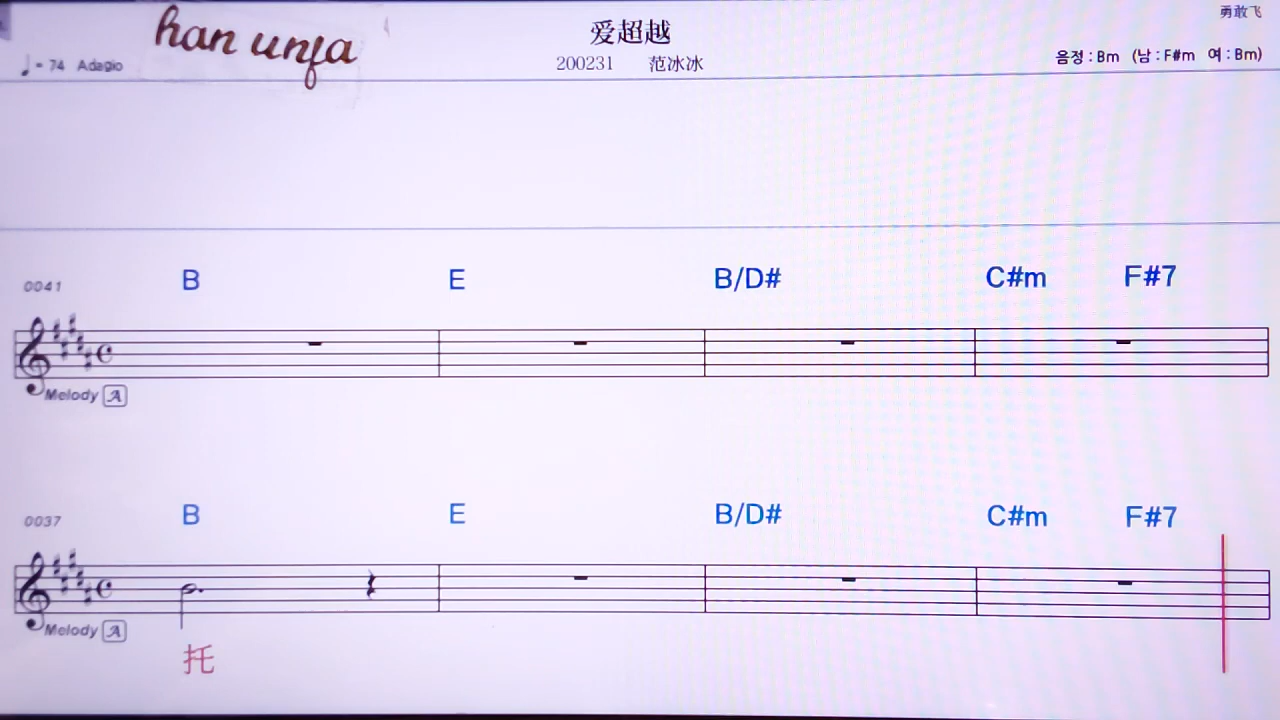 han unfa
爱超越
勇敢飞
♩= 74 Adagio
200231 范冰冰
음정 : Bm (남 : F#m 여 : Bm)
0041 B E B/D# C#m F#7
Melody A
0037 B E B/D# C#m F#7
Melody A
托